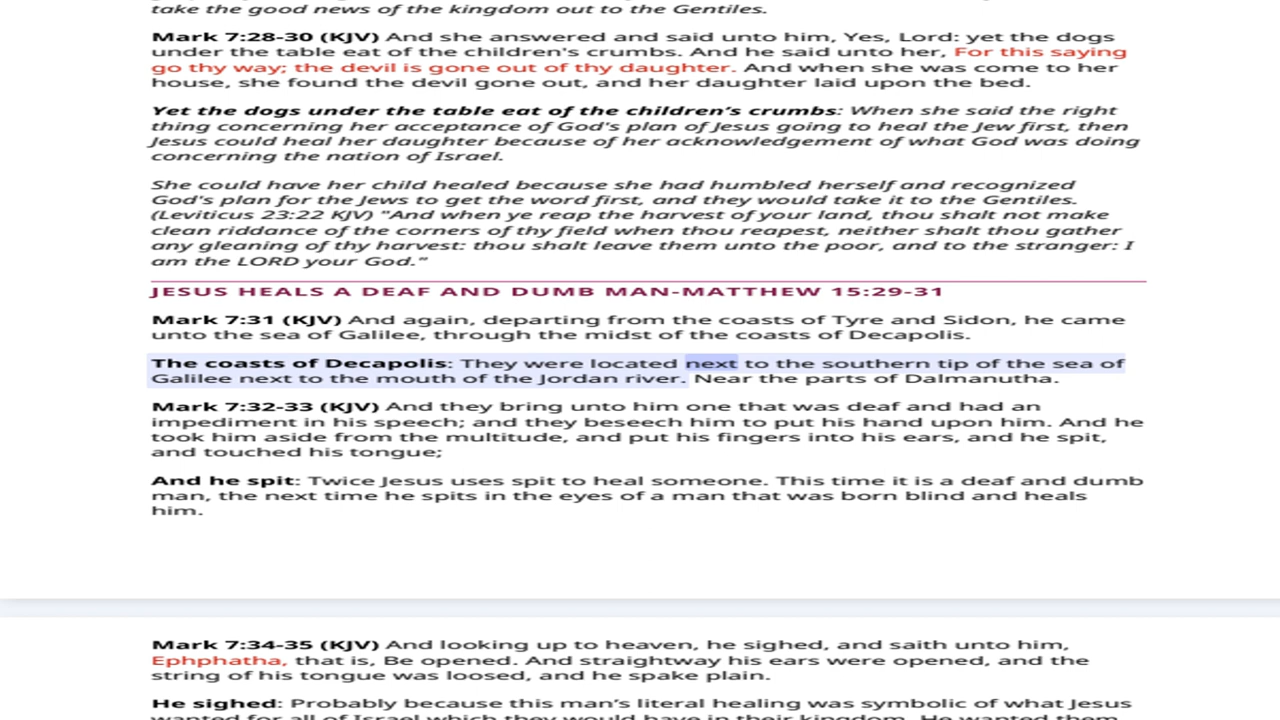 take the good news of the kingdom out to the Gentiles.
Mark 7:28-30 (KJV) And she answered and said unto him, Yes, Lord: yet the dogs
under the table eat of the children's crumbs. And he said unto her, For this saying
go thy way; the devil is gone out of thy daughter. And when she was come to her
house, she found the devil gone out, and her daughter laid upon the bed.
Yet the dogs under the table eat of the children’s crumbs: When she said the right
thing concerning her acceptance of God's plan of Jesus going to heal the Jew first, then
Jesus could heal her daughter because of her acknowledgement of what God was doing
concerning the nation of Israel.
She could have her child healed because she had humbled herself and recognized
God's plan for the Jews to get the word first, and they would take it to the Gentiles.
(Leviticus 23:22 KJV) "And when ye reap the harvest of your land, thou shalt not make
clean riddance of the corners of thy field when thou reapest, neither shalt thou gather
any gleaning of thy harvest: thou shalt leave them unto the poor, and to the stranger: I
am the LORD your God.”
JESUS HEALS A DEAF AND DUMB MAN-MATTHEW 15:29-31
Mark 7:31 (KJV) And again, departing from the coasts of Tyre and Sidon, he came
unto the sea of Galilee, through the midst of the coasts of Decapolis.
The coasts of Decapolis: They were located next to the southern tip of the sea of
Galilee next to the mouth of the Jordan river. Near the parts of Dalmanutha.
Mark 7:32-33 (KJV) And they bring unto him one that was deaf and had an
impediment in his speech; and they beseech him to put his hand upon him. And he
took him aside from the multitude, and put his fingers into his ears, and he spit,
and touched his tongue;
And he spit: Twice Jesus uses spit to heal someone. This time it is a deaf and dumb
man, the next time he spits in the eyes of a man that was born blind and heals
him.
Mark 7:34-35 (KJV) And looking up to heaven, he sighed, and saith unto him,
Ephphatha, that is, Be opened. And straightway his ears were opened, and the
string of his tongue was loosed, and he spake plain.
He sighed: Probably because this man’s literal healing was symbolic of what Jesus
wanted for all of Israel which they would have in their kingdom. He wanted them